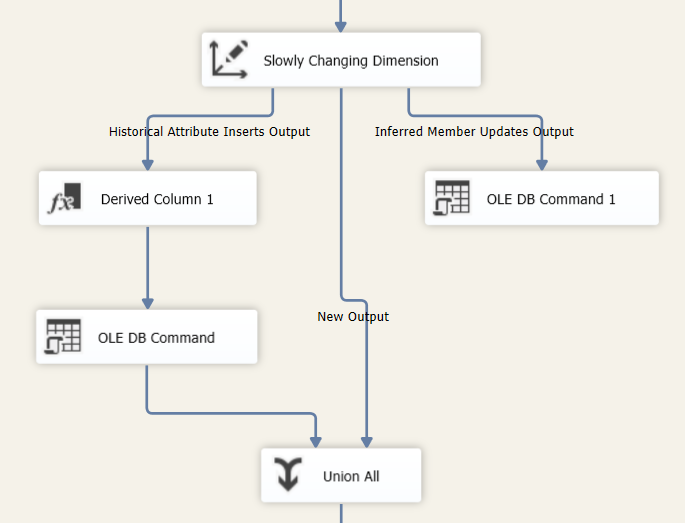 Slowly Changing Dimension
Historical Attribute Inserts Output
Inferred Member Updates Output
fx
Derived Column 1
OLE DB Command 1
New Output
OLE DB Command
Union All